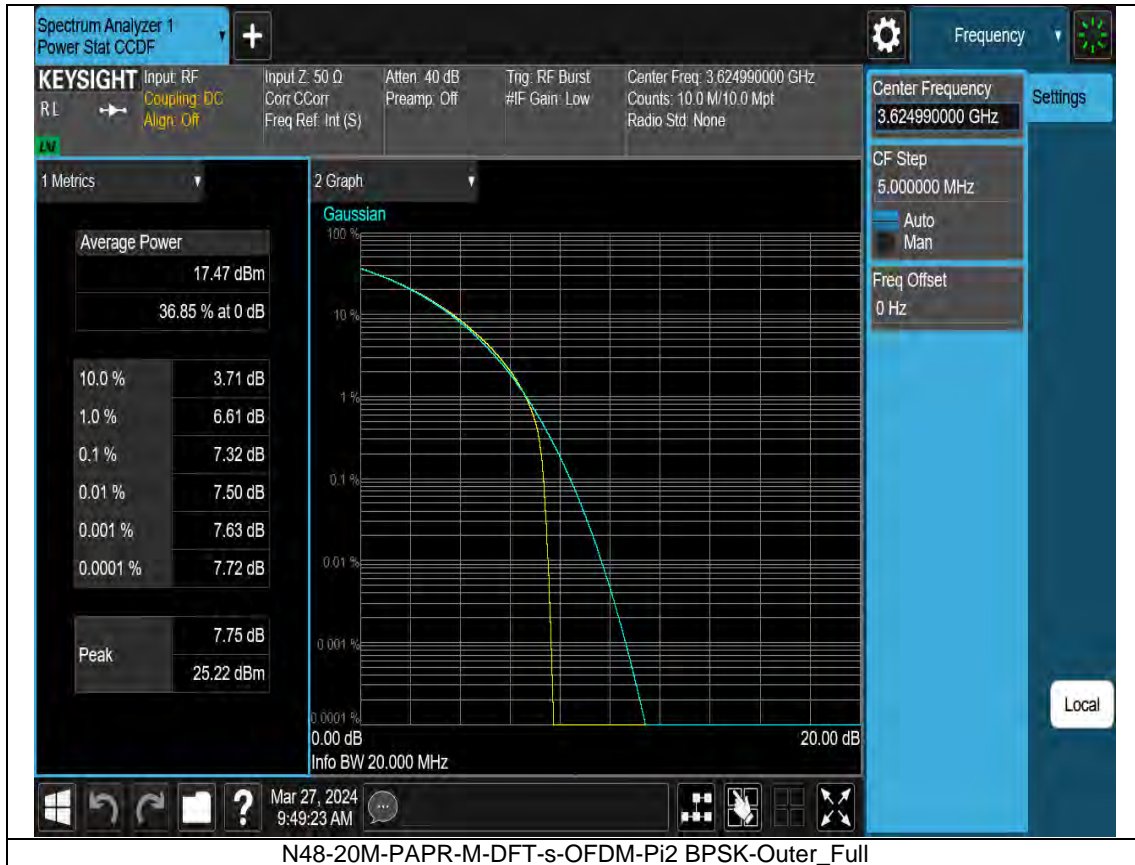 Spectrum Analyzer 1
Power Stat CCDF
+
Frequency
KEYSIGHT
RL
LNI
Input: RF
Coupling: DC
Align: Off
Input Z: 50 Ω
Corr CCorr
Freq Ref: Int (S)
Atten: 40 dB
Preamp: Off
Trig: RF Burst
#IF Gain: Low
Center Freq: 3.624990000 GHz
Counts: 10.0 M/10.0 Mpt
Radio Std: None
Center Frequency
3.624990000 GHz
Settings
CF Step
5.000000 MHz
Auto
Man
Freq Offset
0 Hz
1 Metrics
Average Power
17.47 dBm
36.85 % at 0 dB
10.0 % 3.71 dB
1.0 % 6.61 dB
0.1 % 7.32 dB
0.01 % 7.50 dB
0.001 % 7.63 dB
0.0001 % 7.72 dB
Peak
7.75 dB
25.22 dBm
2 Graph
Gaussian
100 %
10 %
1 %
0.1 %
0.01 %
0.001 %
0.0001 %
0.00 dB
20.00 dB
Info BW 20.000 MHz
Local
?
Mar 27, 2024
9:49:23 AM
N48-20M-PAPR-M-DFT-s-OFDM-Pi2 BPSK-Outer_Full